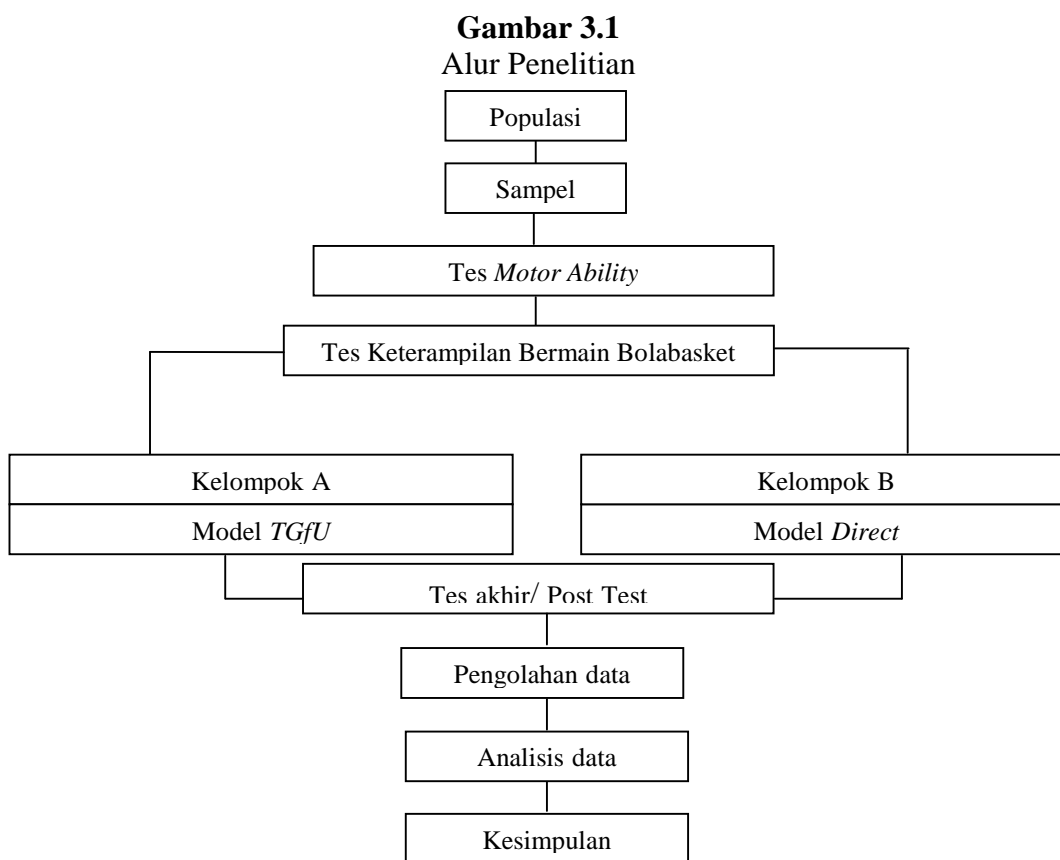 Gambar 3.1
Alur Penelitian
Populasi
Sampel
Tes Motor Ability
Tes Keterampilan Bermain Bolabasket
Kelompok A
Model TGfU
Kelompok B
Model Direct
Tes akhir/ Post Test
Pengolahan data
Analisis data
Kesimpulan